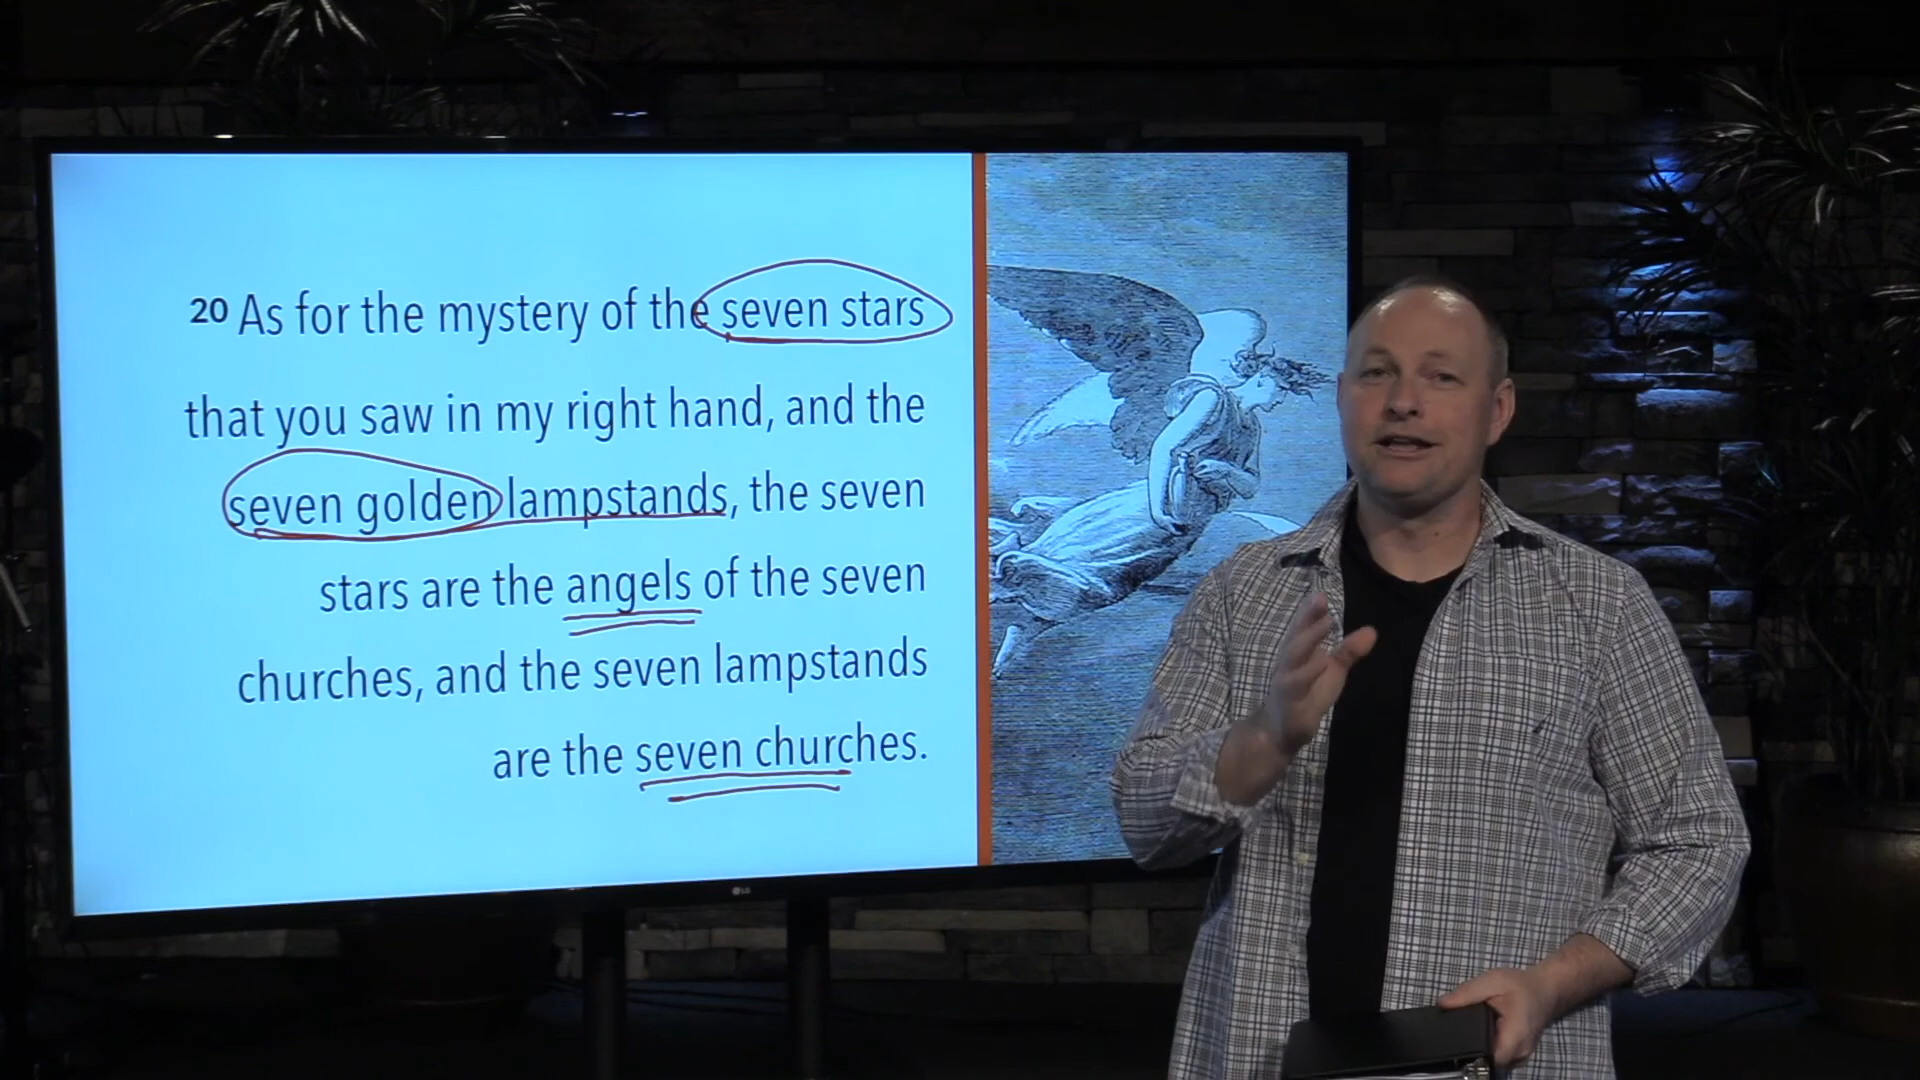 20 As for the mystery of the seven stars
that you saw in my right hand, and the
seven golden lampstands, the seven
stars are the angels of the seven
churches, and the seven lampstands
are the seven churches.
LG